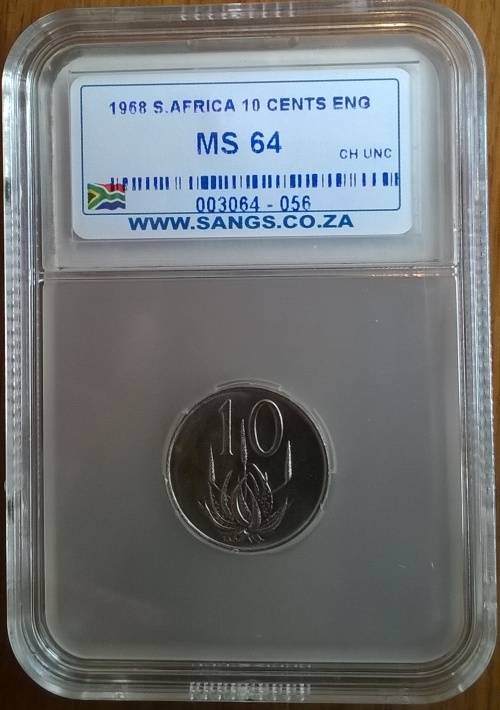 1968 S.AFRICA 10 CENTS ENG
MS 64
CH UNC
003064 - 056
WWW.SANGS.CO.ZA
10